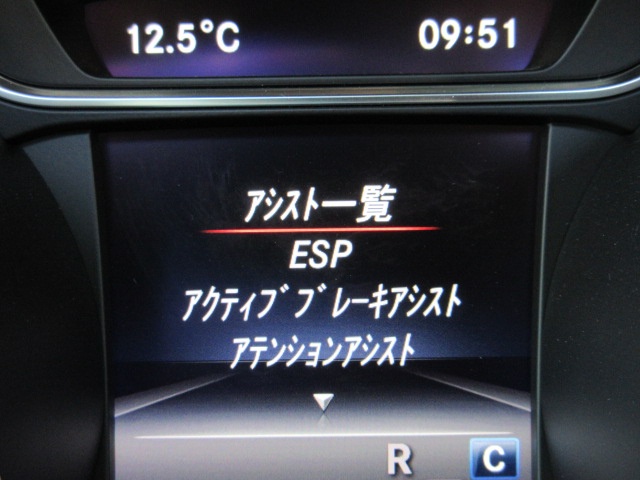 12.5°C 09:51
アシスト一覧
ESP
アクティブブレーキアシスト
アテンションアシスト
R C